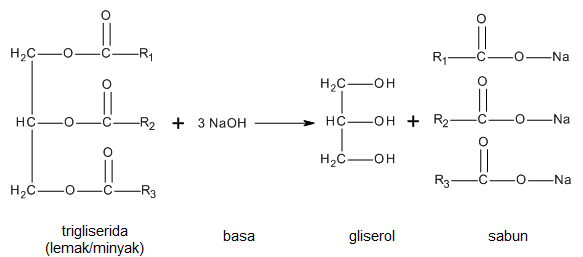 O
H₂C—O—C—R₁
O
HC—O—C—R₂
O
H₂C—O—C—R₃
+ 3 NaOH
H₂C—OH
HC—OH
H₂C—OH
+
O
R₁—C—O—Na
O
R₂—C—O—Na
O
R₃—C—O—Na
trigliserida
(lemak/minyak)
basa
gliserol
sabun